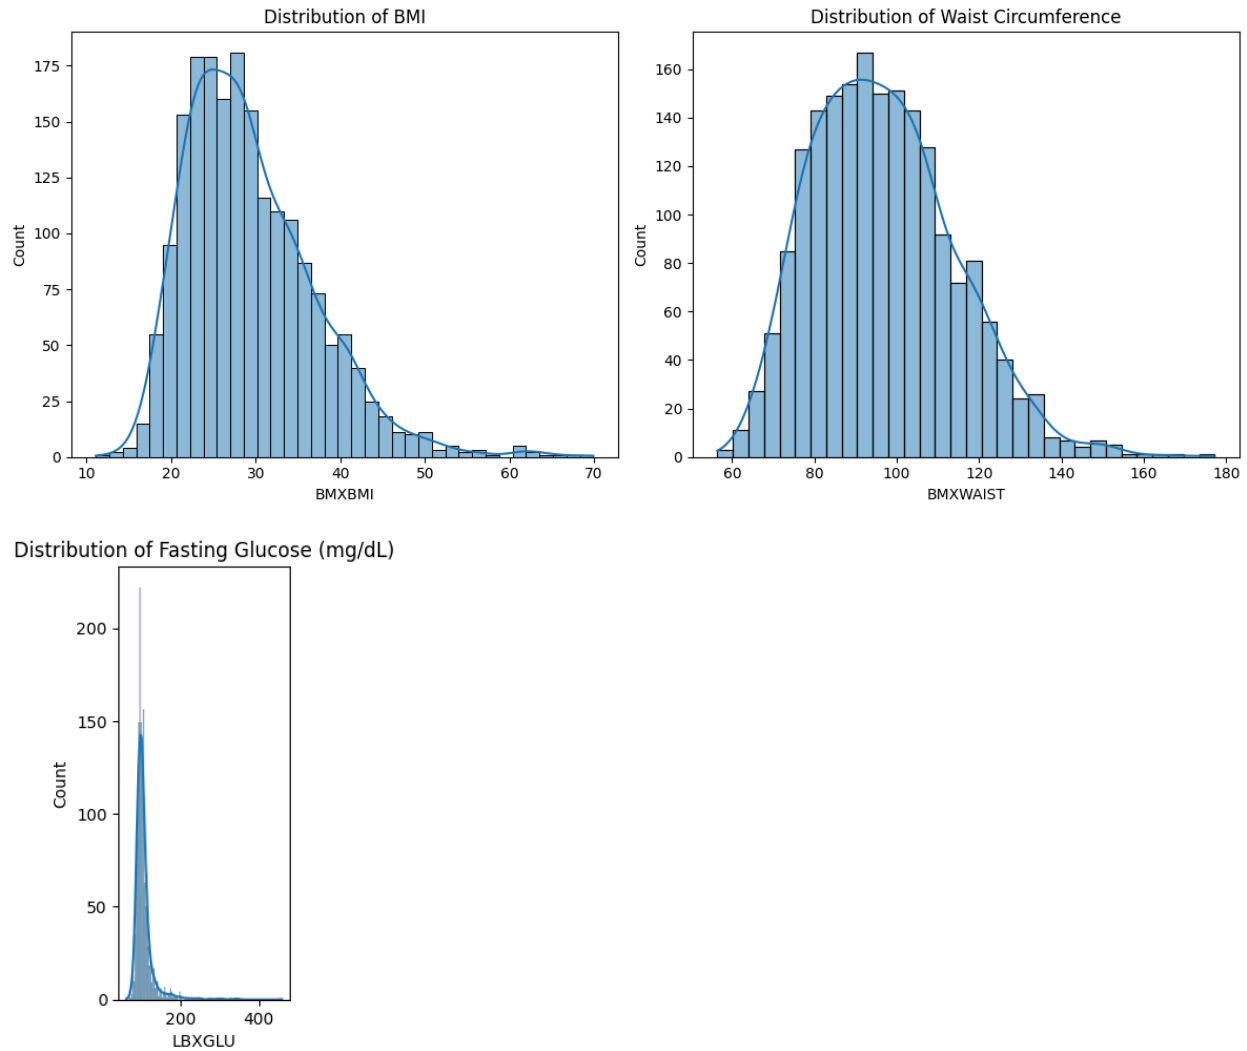 Distribution of BMI
175
150
125
100
75
50
25
0
Count
10 20 30 40 50 60 70
BMXBMI
Distribution of Waist Circumference
160
140
120
100
80
60
40
20
0
Count
60 80 100 120 140 160 180
BMXWAIST
Distribution of Fasting Glucose (mg/dL)
200
150
100
50
0
Count
200 400
LBXGLU